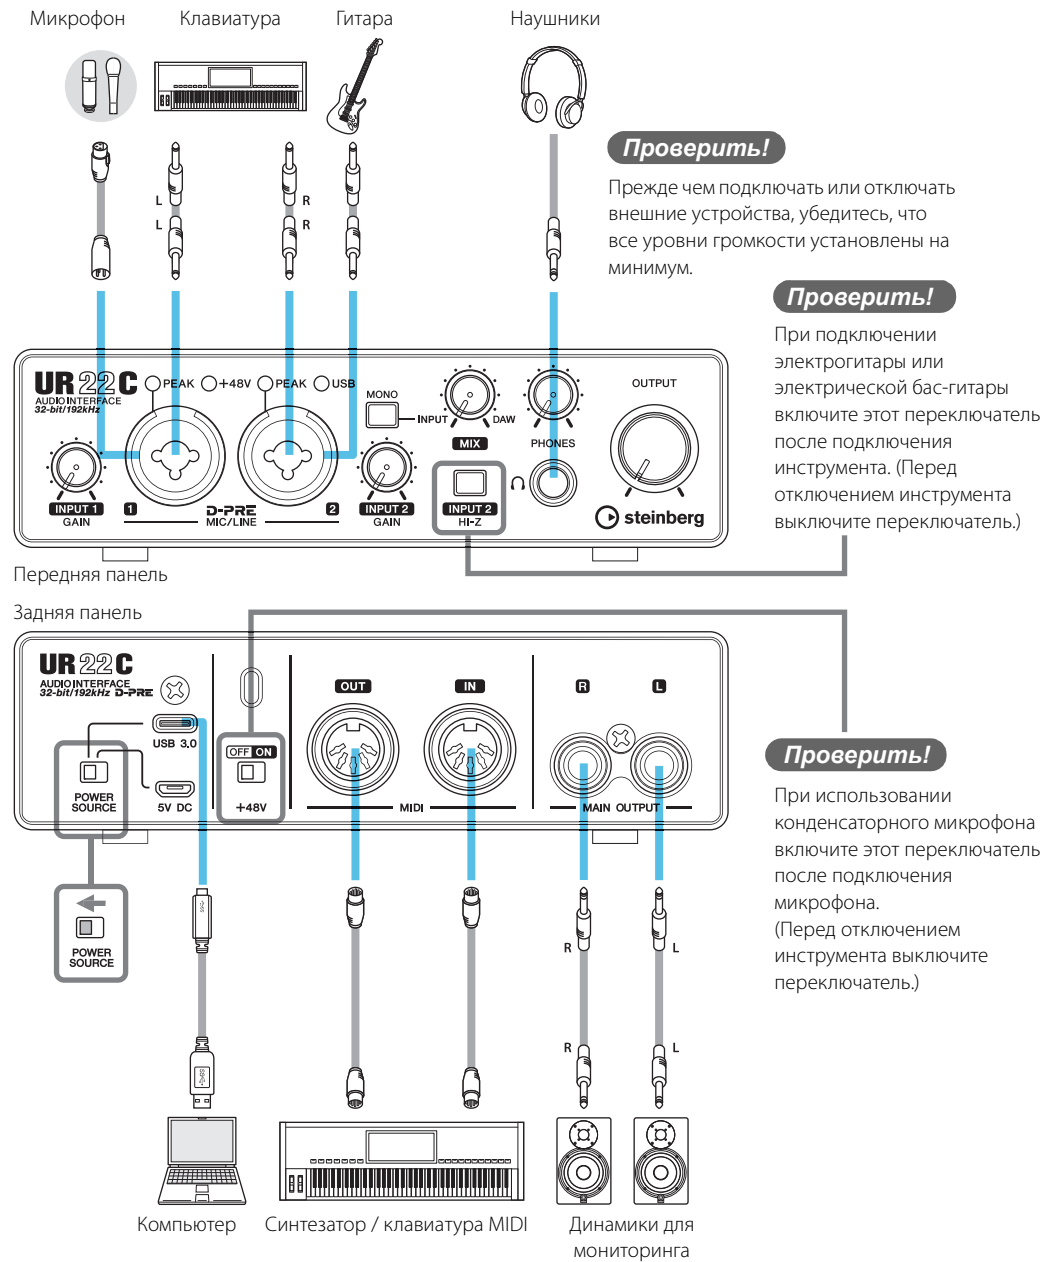 Микрофон
Клавиатура
Гитара
Наушники
Проверить!
Прежде чем подключать или отключать
внешние устройства, убедитесь, что
все уровни громкости установлены на
минимум.
L
R
L
R
Проверить!
При подключении
электрогитары или
электрической бас-гитары
включите этот переключатель
после подключения
инструмента. (Перед
отключением инструмента
выключите переключатель.)
UR22C
AUDIO INTERFACE
32-bit/192kHz
PEAK
+48V
PEAK
USB
MONO
INPUT
DAW
MIX
PHONES
OUTPUT
INPUT 1
GAIN
1
D-PRE
MIC/LINE
2
INPUT 2
GAIN
INPUT 2
HI-Z
steinberg
Передняя панель
Задняя панель
UR22C
AUDIO INTERFACE
32-bit/192kHz D-PRE
USB 3.0
POWER
SOURCE
5V DC
OFF ON
+48V
OUT
IN
MIDI
R
L
MAIN OUTPUT
Проверить!
При использовании
конденсаторного микрофона
включите этот переключатель
после подключения
микрофона.
(Перед отключением
инструмента выключите
переключатель.)
POWER
SOURCE
R
L
R
L
Компьютер
Синтезатор / клавиатура MIDI
Динамики для
мониторинга